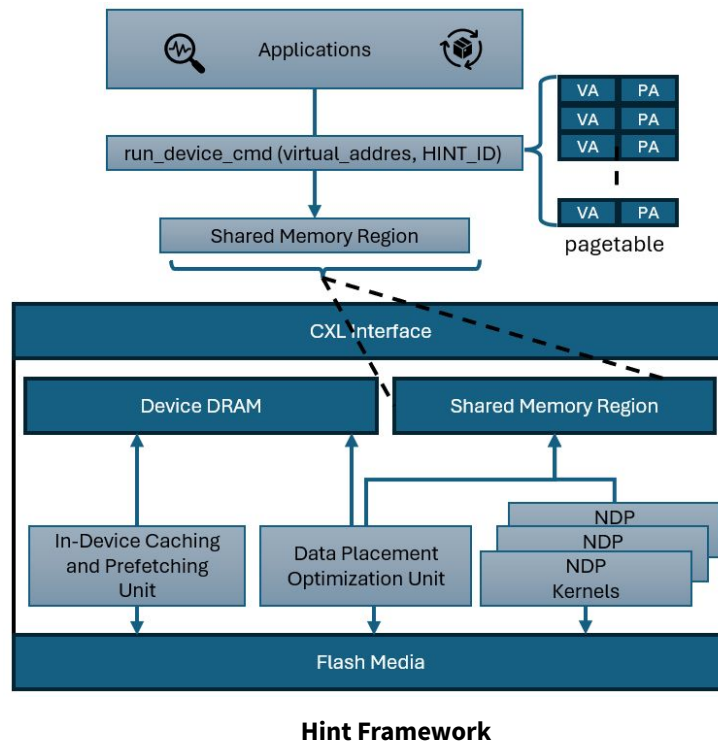 Applications
VA PA
VA PA
run_device_cmd (virtual_addres, HINT_ID)
VA PA
VA PA
Shared Memory Region
pagetable
CXL Interface
Device DRAM
Shared Memory Region
In-Device Caching
and Prefetching
Unit
Data Placement
Optimization Unit
NDP
NDP
NDP
Kernels
Flash Media
Hint Framework